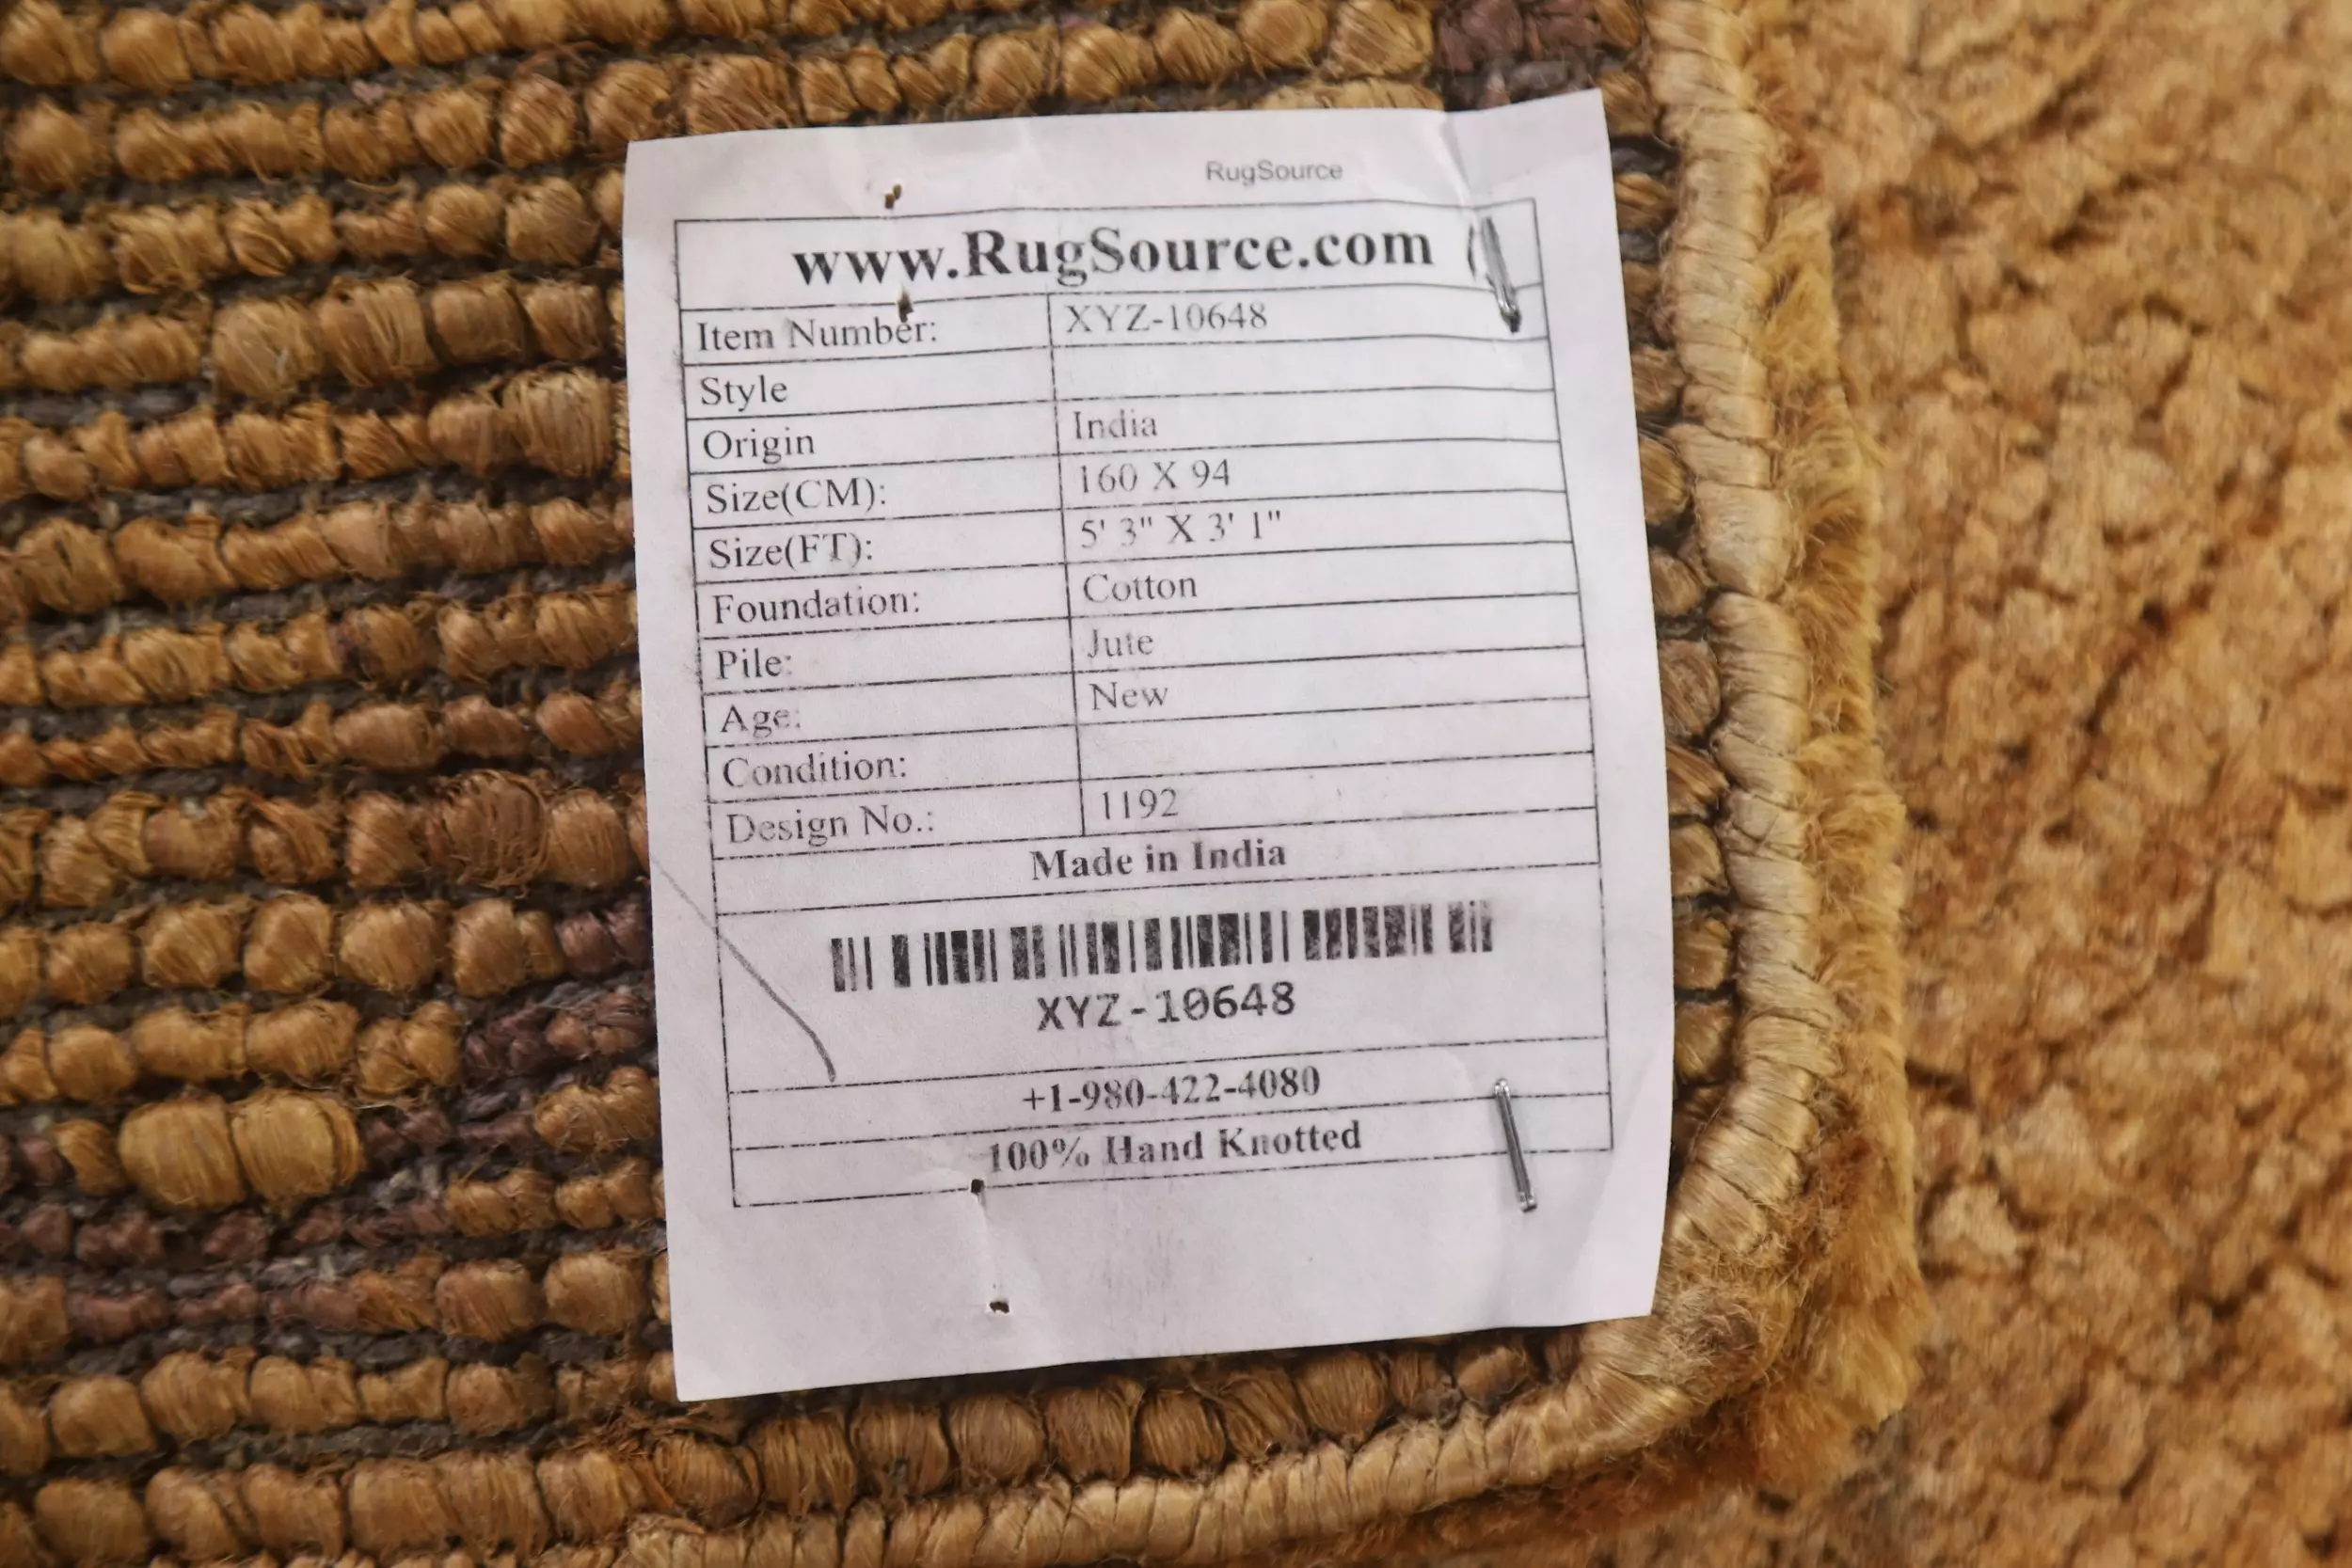 RugSource
www.RugSource.com
Item Number: XYZ-10648
Style
Origin India
Size(CM): 160 X 94
Size(FT): 5' 3" X 3' 1"
Foundation: Cotton
Pile: Jute
Age: New
Condition:
Design No.: 1192
Made in India
XYZ-10648
+1-980-422-4080
100% Hand Knotted